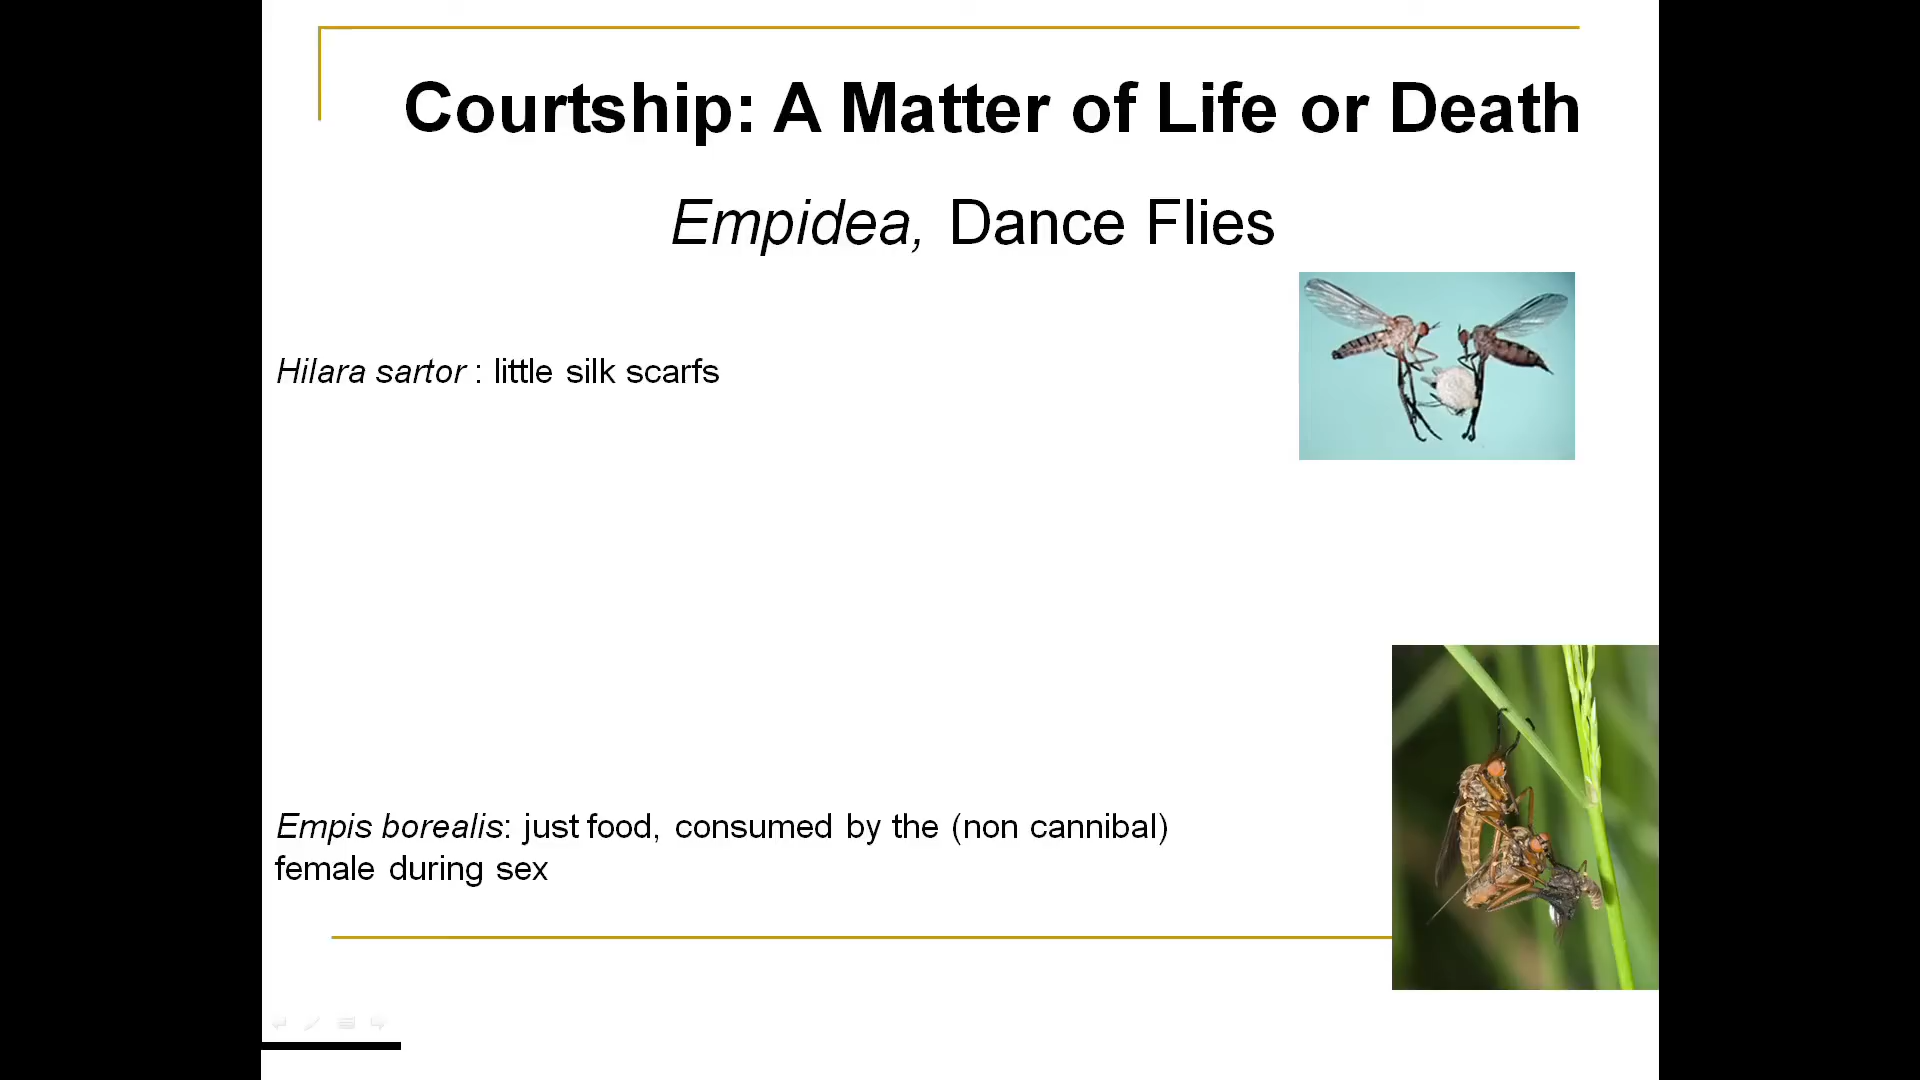 Courtship: A Matter of Life or Death
Empidea, Dance Flies
Hilara sartor : little silk scarfs
Empis borealis: just food, consumed by the (non cannibal)
female during sex